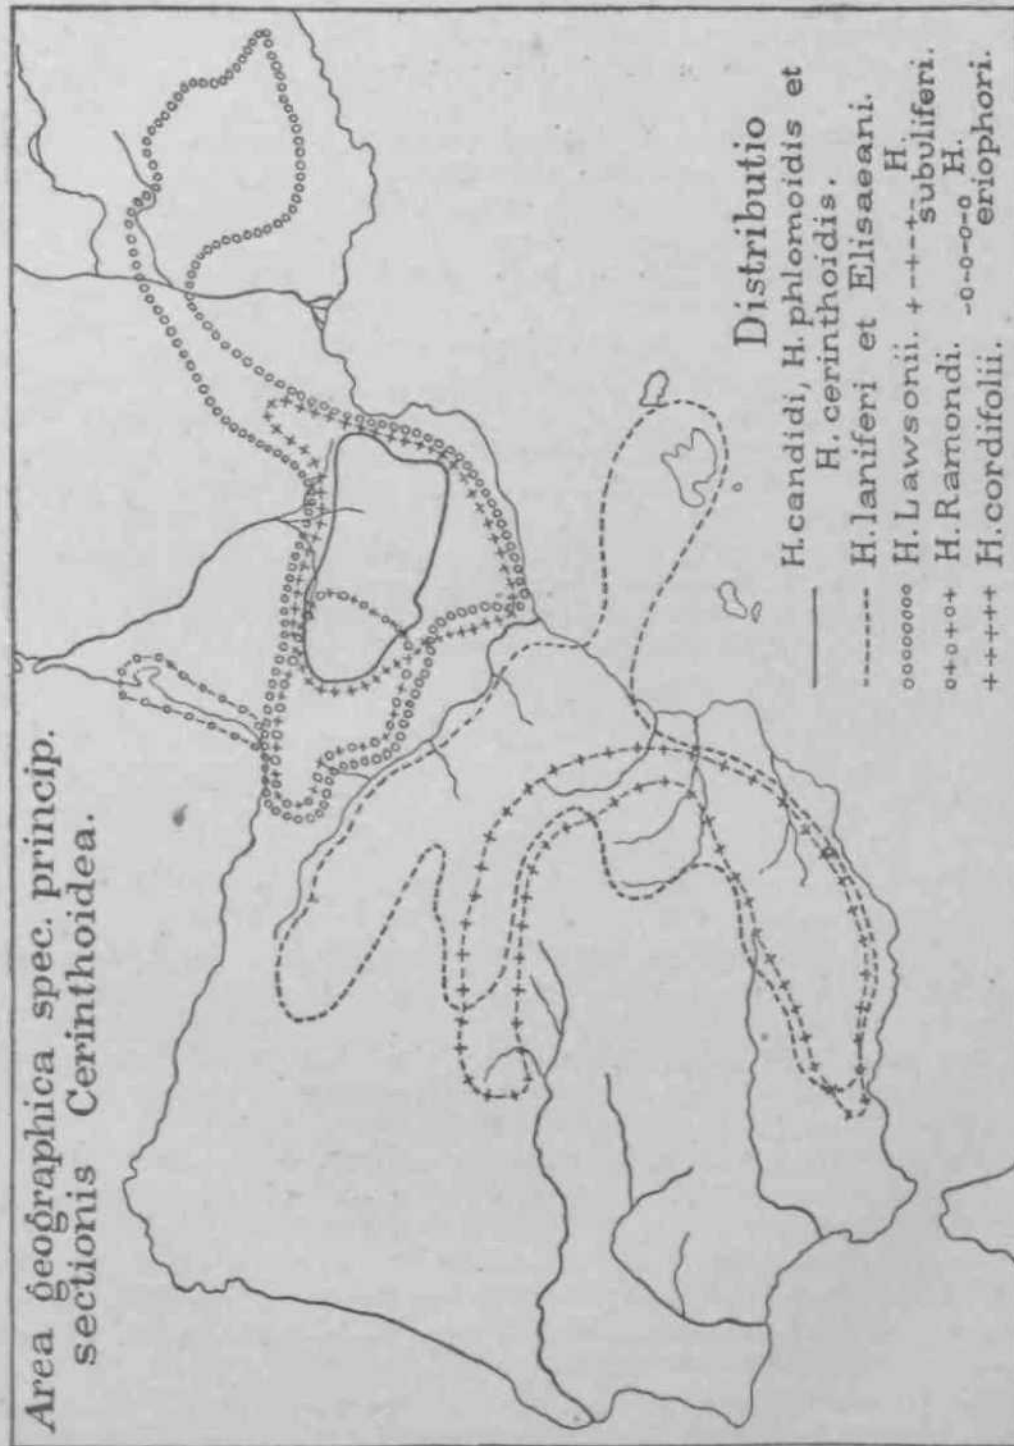 Area geographica spec. princip.
sectionis Cerinthoidea.
Distributio
H. candidi, H. phlomoidis et
H. cerinthoidis.
H. laniferi et Elisaeani.
H. Lawsonii. H. subuliferi.
H. Ramondi. H. eriophori.
H. cordifolii.